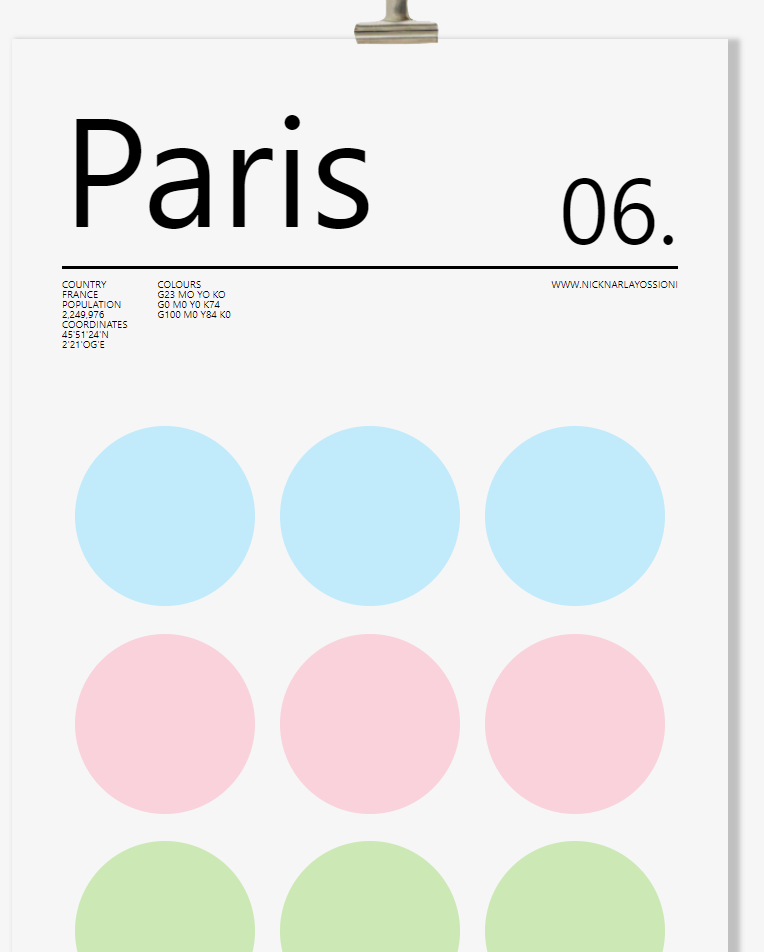 Paris
06.
COUNTRY
FRANCE
POPULATION
2,249,976
COORDINATES
45'51'24'N
2'21'OG'E
COLOURS
G23 MO YO KO
G0 M0 Y0 K74
G100 M0 Y84 K0
WWW.NICKNARLAYOSSIONI